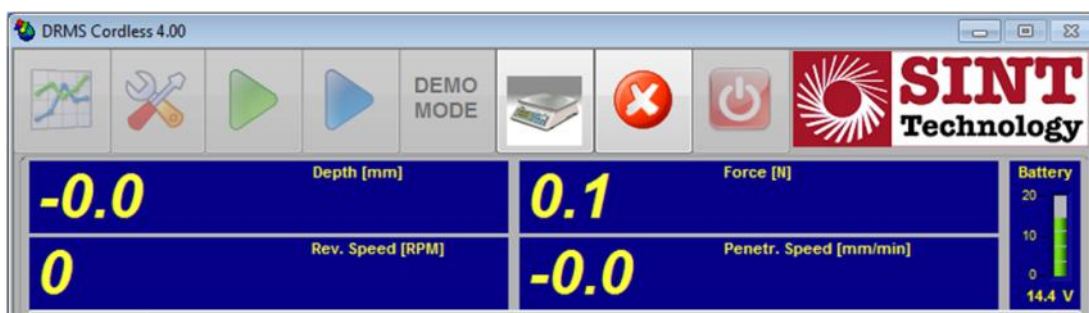 DRMS Cordless 4.00
DEMO
MODE
SINT
Technology
Depth [mm]
-0.0
Force [N]
0.1
Battery
20
10
0
14.4 V
Rev. Speed [RPM]
0
Penetr. Speed [mm/min]
-0.0